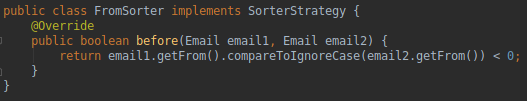 public class FromSorter implements SorterStrategy {
    @Override
    public boolean before(Email email1, Email email2) {
        return email1.getFrom().compareToIgnoreCase(email2.getFrom()) < 0;
    }
}